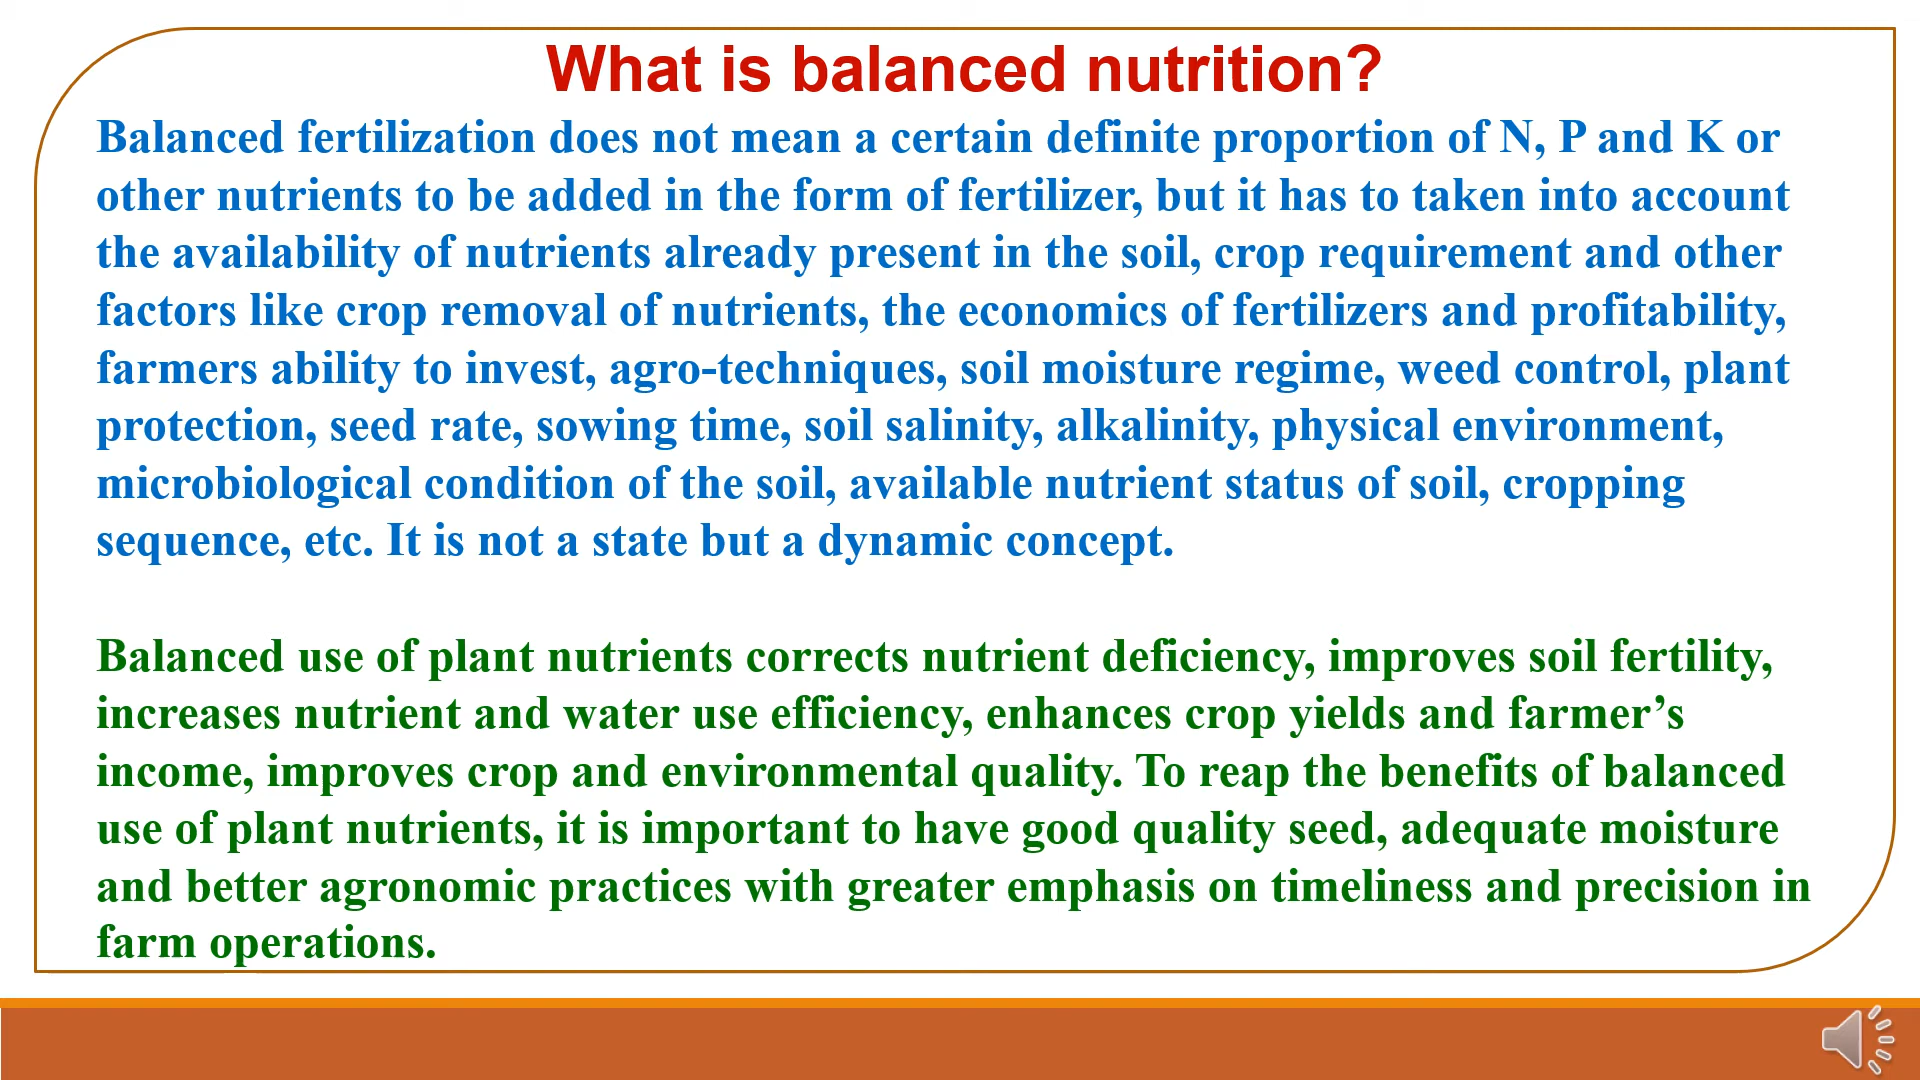 What is balanced nutrition?
Balanced fertilization does not mean a certain definite proportion of N, P and K or
other nutrients to be added in the form of fertilizer, but it has to taken into account
the availability of nutrients already present in the soil, crop requirement and other
factors like crop removal of nutrients, the economics of fertilizers and profitability,
farmers ability to invest, agro-techniques, soil moisture regime, weed control, plant
protection, seed rate, sowing time, soil salinity, alkalinity, physical environment,
microbiological condition of the soil, available nutrient status of soil, cropping
sequence, etc. It is not a state but a dynamic concept.
Balanced use of plant nutrients corrects nutrient deficiency, improves soil fertility,
increases nutrient and water use efficiency, enhances crop yields and farmer’s
income, improves crop and environmental quality. To reap the benefits of balanced
use of plant nutrients, it is important to have good quality seed, adequate moisture
and better agronomic practices with greater emphasis on timeliness and precision in
farm operations.